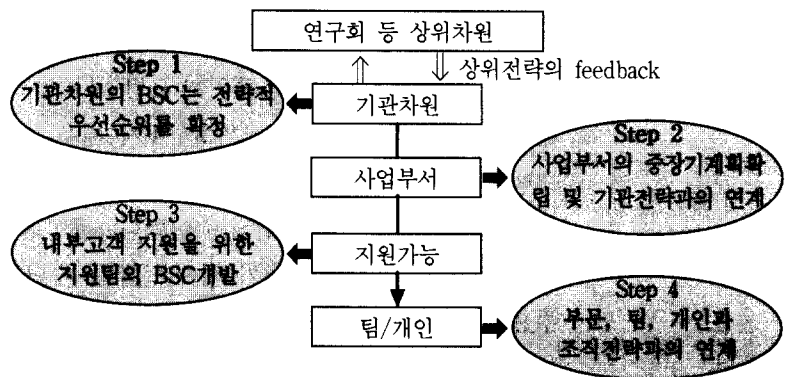 연구회 등 상위차원
상위전략의 feedback
Step 1
기관차원의 BSC는 전략적
우선순위를 확정
기관차원
Step 2
사업부서의 중장기계획확
립 및 기관전략과의 연계
사업부서
Step 3
내부고객 지원을 위한
지원팀의 BSC개발
지원가능
Step 4
부문, 팀, 개인과
조직전략과의 연계
팀/개인